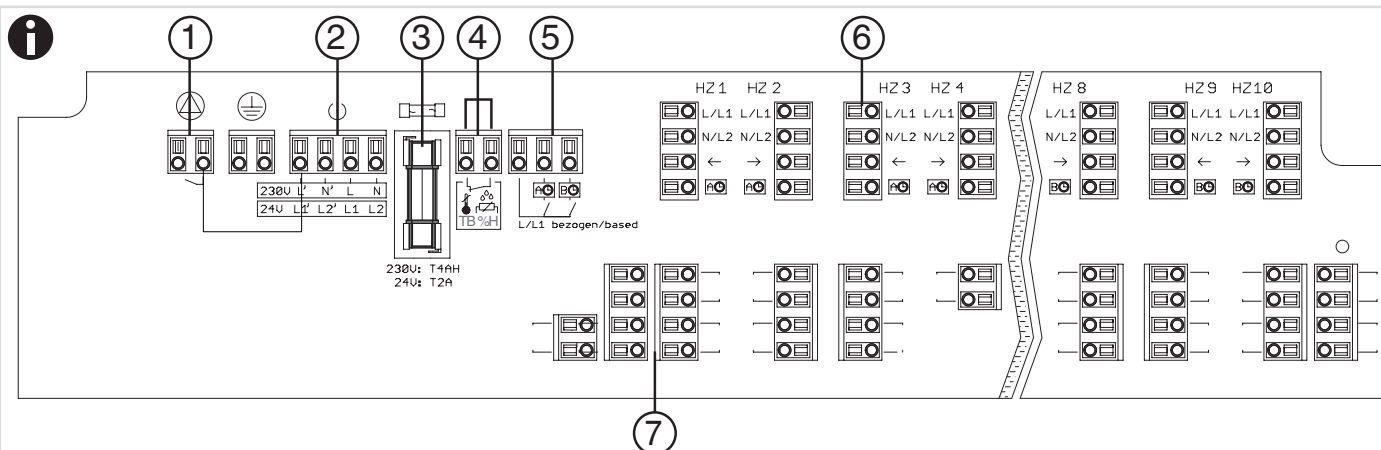 i
1 2 3 4 5 6
HZ1 HZ2 HZ3 HZ4 HZ8 HZ9 HZ10
L/L1 L/L1 L/L1 L/L1 L/L1 L/L1 L/L1
N/L2 N/L2 N/L2 N/L2 N/L2 N/L2 N/L2
← → ← → → ← →
A A A A B B B
230V L' N' L N
24V L1' L2' L1 L2
A B
TB %H
L/L1 bezogen/based
230V: T4AH
24V: T2A
7